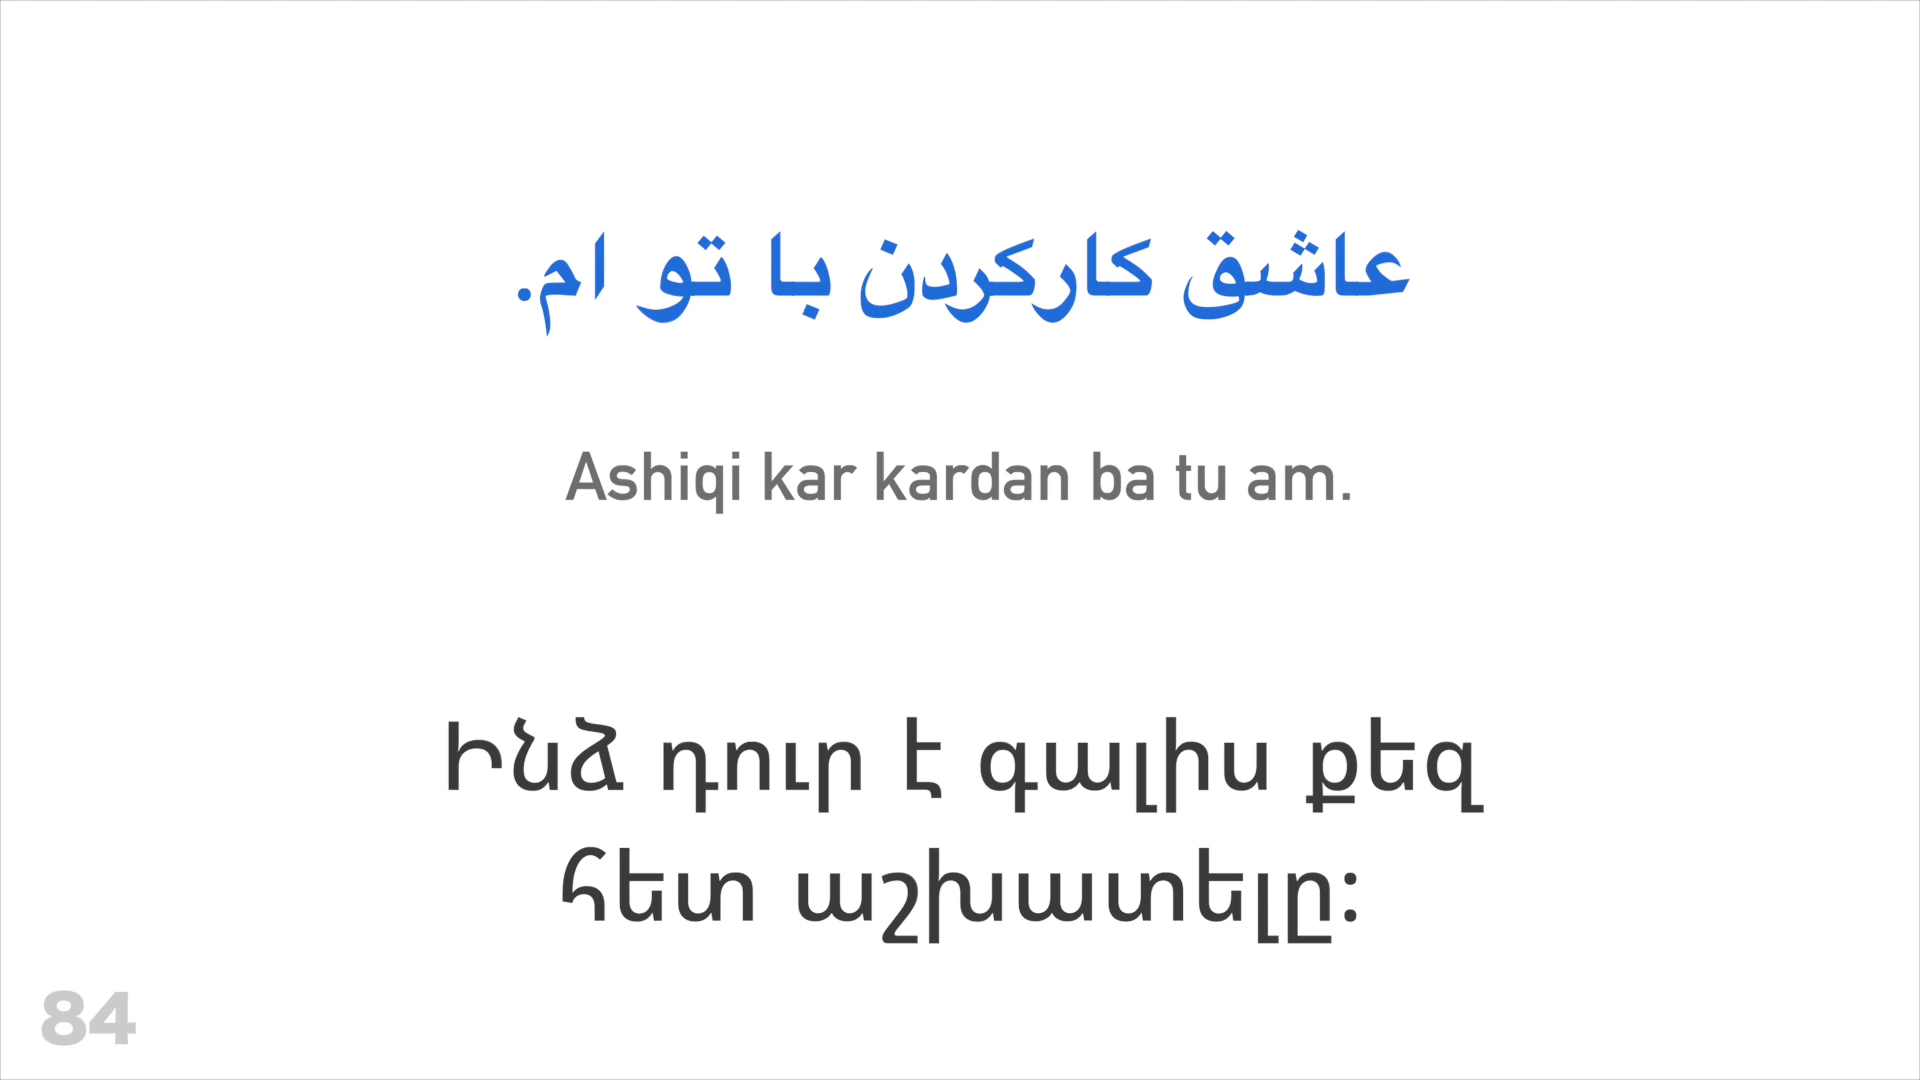 عاشق کارکردن با تو ام.
Ashiqi kar kardan ba tu am.
Ինձ դուր է գալիս քեզ
հետ աշխատելը:
84